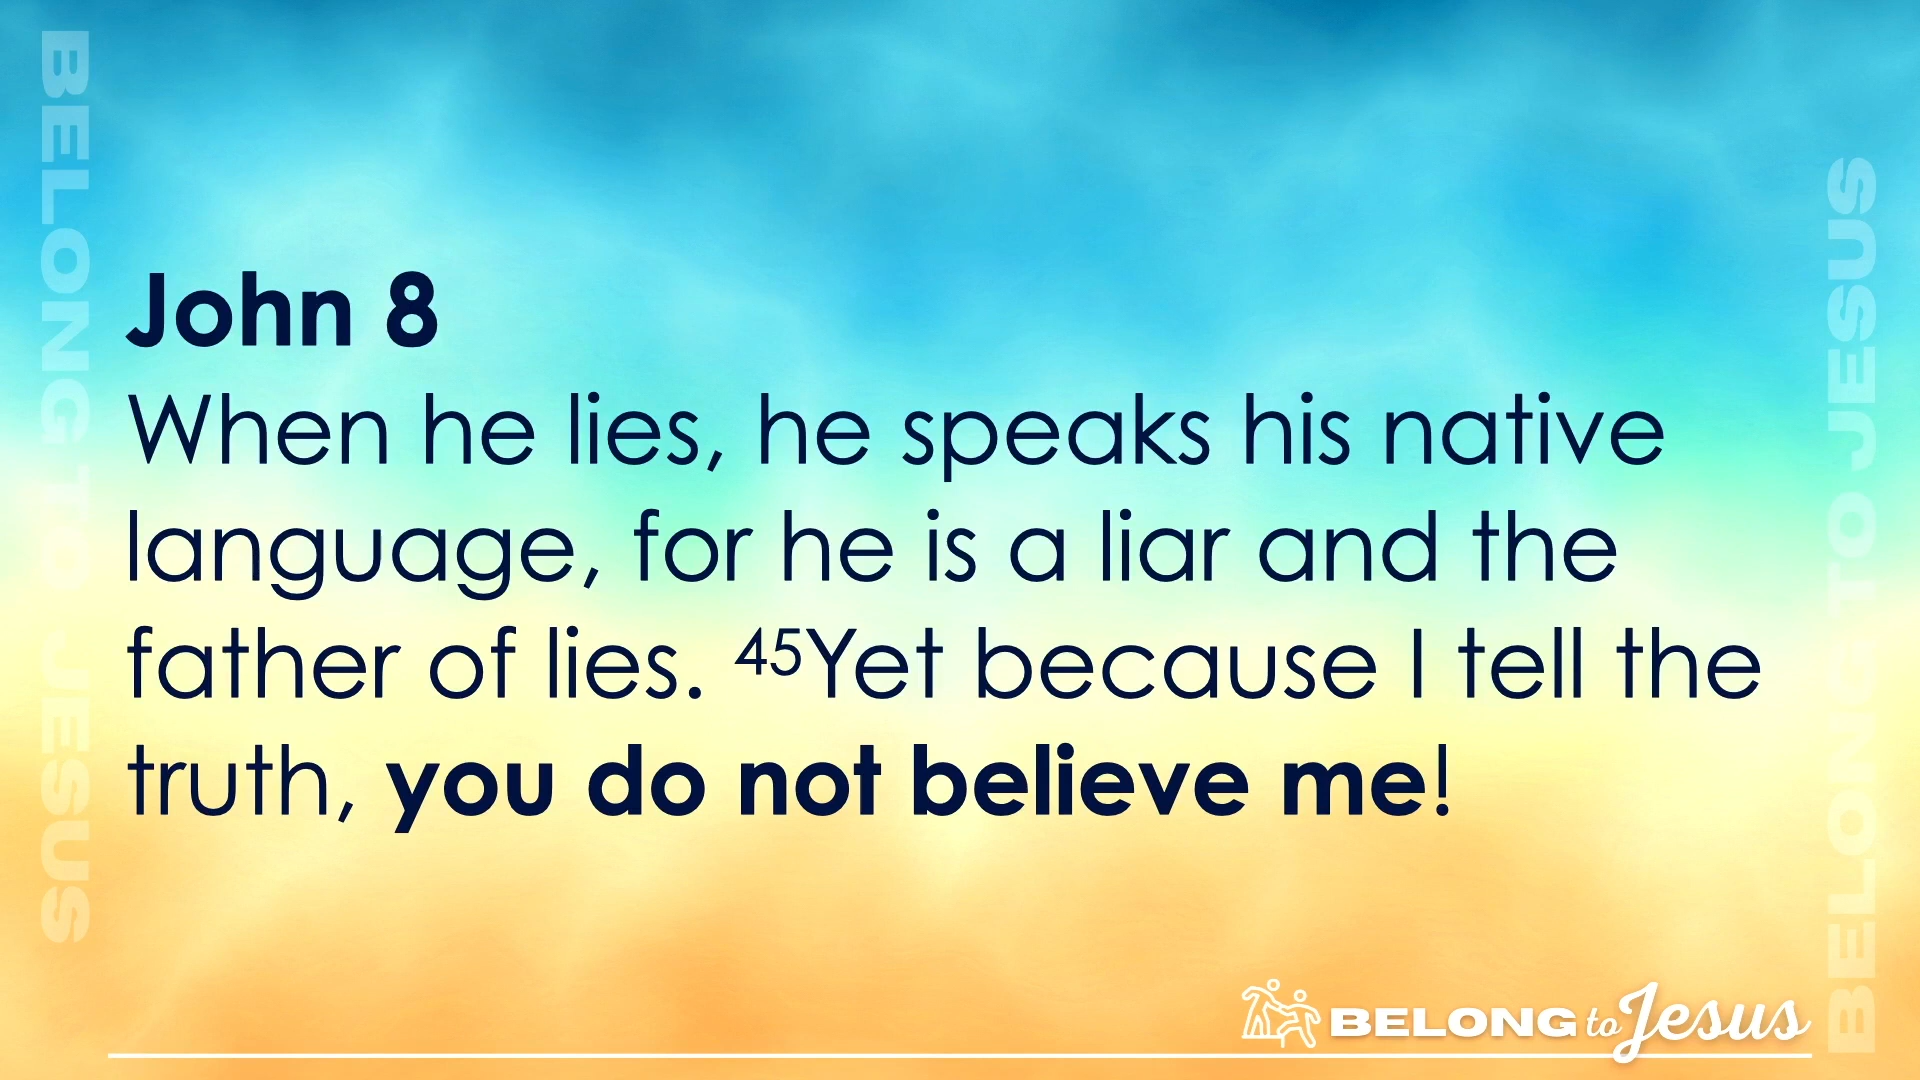 John 8
When he lies, he speaks his native
language, for he is a liar and the
father of lies. ⁴⁵Yet because I tell the
truth, you do not believe me!
BELONG TO JESUS
BELONG TO JESUS
BELONG to Jesus